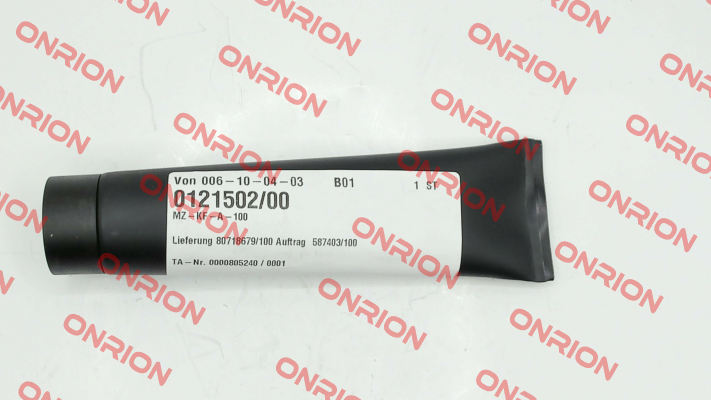 Von 006-10-04-03 B01 1 ST
0121502/00
MZ-KF-A-100
Lieferung 80718679/100 Auftrag 587403/100
TA-Nr. 0000805240 / 0001
ONRION